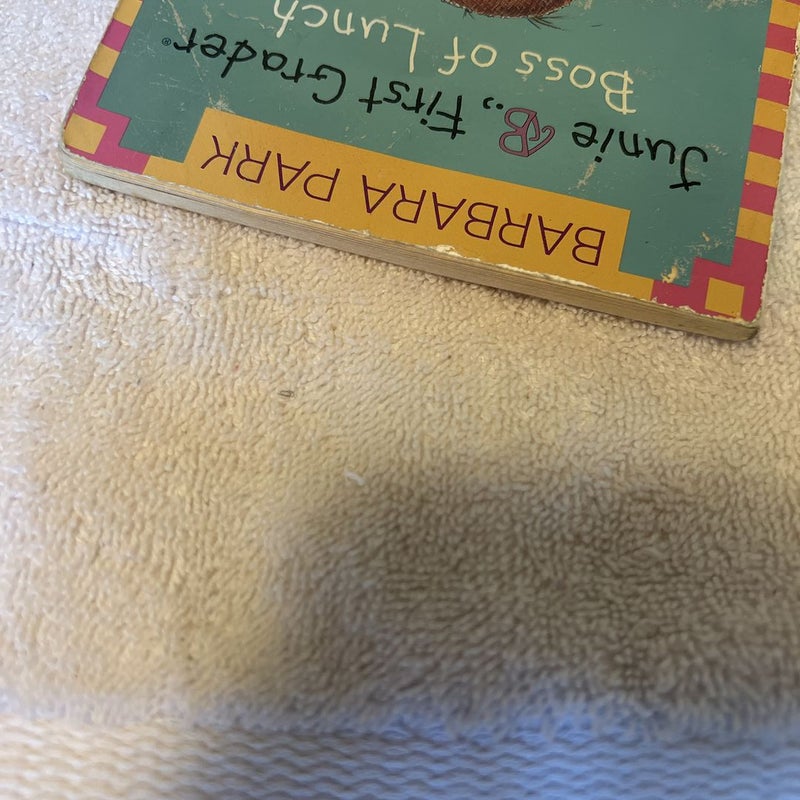 BARBARA PARK
Junie B., First Grader®
Boss of Lunch